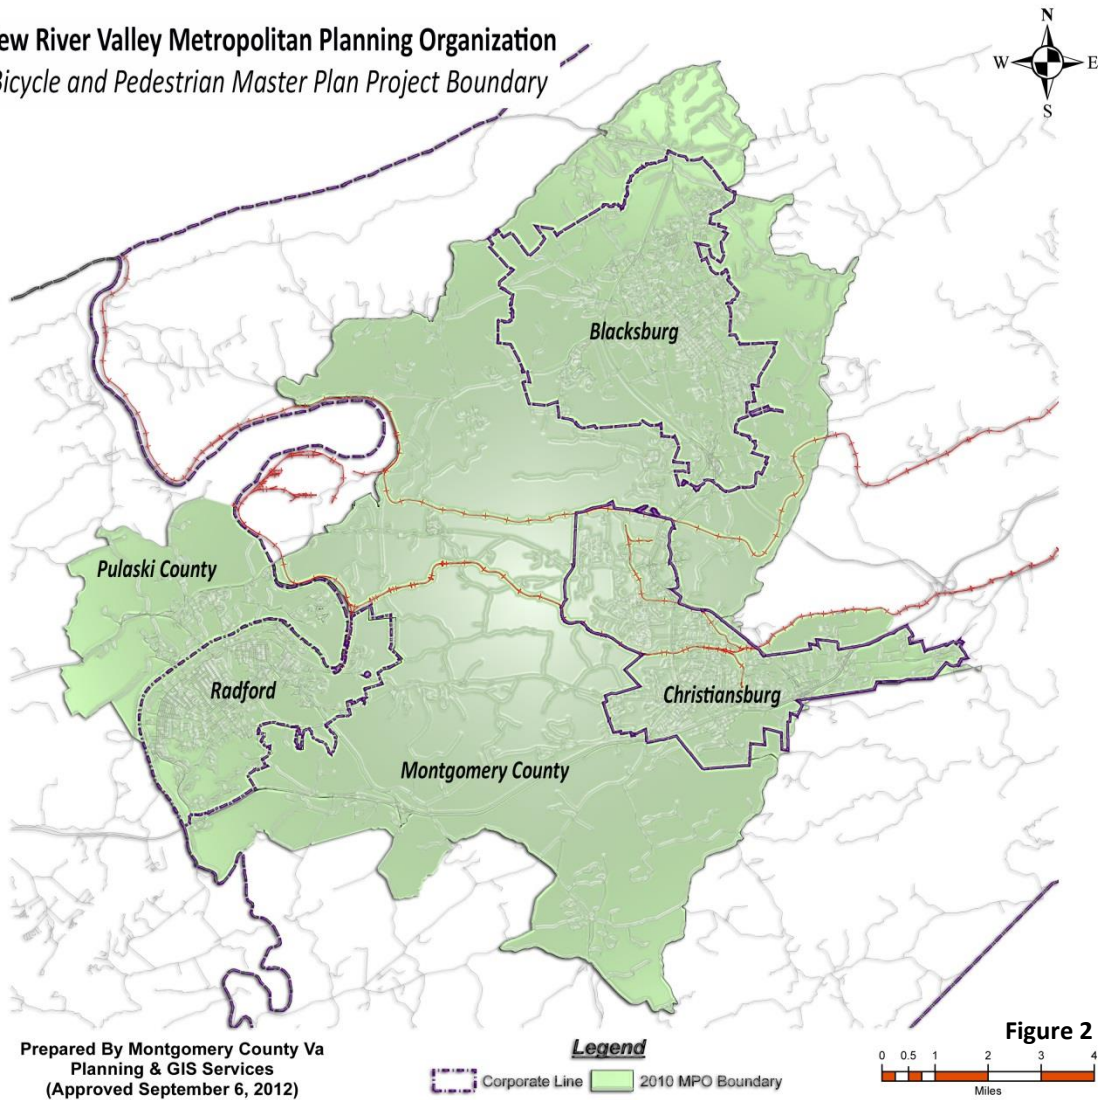 ew River Valley Metropolitan Planning Organization
Bicycle and Pedestrian Master Plan Project Boundary
N
W E
S
Blacksburg
Pulaski County
Radford
Christiansburg
Montgomery County
Prepared By Montgomery County Va
Planning & GIS Services
(Approved September 6, 2012)
Legend
Corporate Line 2010 MPO Boundary
Figure 2
0 0.5 1 2 3 4
Miles